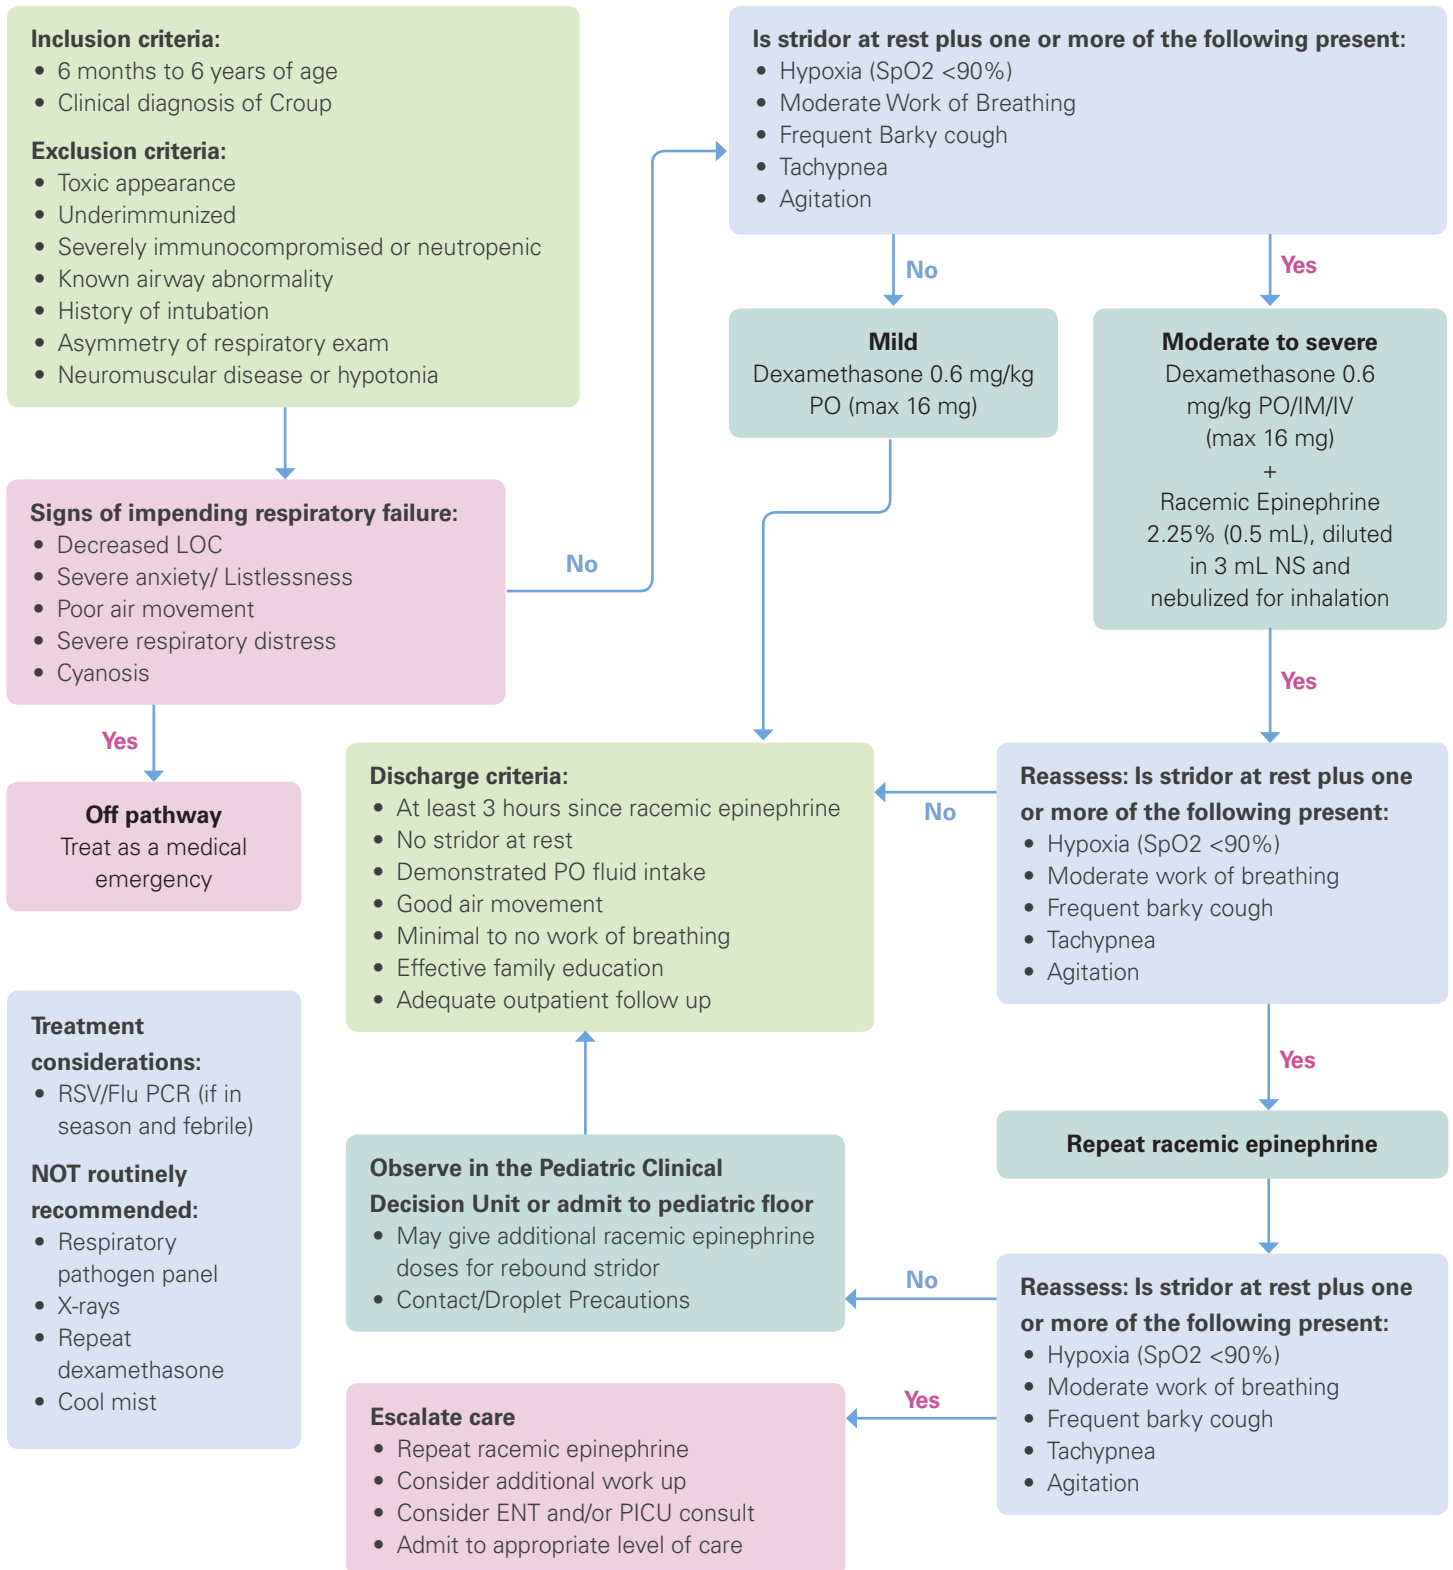 Inclusion criteria:
• 6 months to 6 years of age
• Clinical diagnosis of Croup
Exclusion criteria:
• Toxic appearance
• Underimmunized
• Severely immunocompromised or neutropenic
• Known airway abnormality
• History of intubation
• Asymmetry of respiratory exam
• Neuromuscular disease or hypotonia
Signs of impending respiratory failure:
• Decreased LOC
• Severe anxiety/ Listlessness
• Poor air movement
• Severe respiratory distress
• Cyanosis
No
Yes
Off pathway
Treat as a medical
emergency
Is stridor at rest plus one or more of the following present:
• Hypoxia (SpO2 <90%)
• Moderate Work of Breathing
• Frequent Barky cough
• Tachypnea
• Agitation
No
Yes
Mild
Dexamethasone 0.6 mg/kg
PO (max 16 mg)
Moderate to severe
Dexamethasone 0.6
mg/kg PO/IM/IV
(max 16 mg)
+
Racemic Epinephrine
2.25% (0.5 mL), diluted
in 3 mL NS and
nebulized for inhalation
Yes
Reassess: Is stridor at rest plus one
or more of the following present:
• Hypoxia (SpO2 <90%)
• Moderate work of breathing
• Frequent barky cough
• Tachypnea
• Agitation
No
Discharge criteria:
• At least 3 hours since racemic epinephrine
• No stridor at rest
• Demonstrated PO fluid intake
• Good air movement
• Minimal to no work of breathing
• Effective family education
• Adequate outpatient follow up
Yes
Repeat racemic epinephrine
Reassess: Is stridor at rest plus one
or more of the following present:
• Hypoxia (SpO2 <90%)
• Moderate work of breathing
• Frequent barky cough
• Tachypnea
• Agitation
No
Observe in the Pediatric Clinical
Decision Unit or admit to pediatric floor
• May give additional racemic epinephrine
doses for rebound stridor
• Contact/Droplet Precautions
Yes
Escalate care
• Repeat racemic epinephrine
• Consider additional work up
• Consider ENT and/or PICU consult
• Admit to appropriate level of care
Treatment
considerations:
• RSV/Flu PCR (if in
season and febrile)
NOT routinely
recommended:
• Respiratory
pathogen panel
• X-rays
• Repeat
dexamethasone
• Cool mist